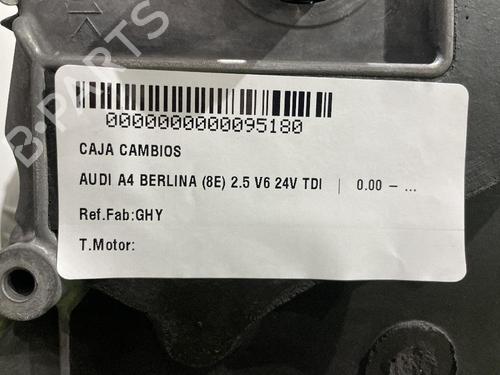 B-PARTS
0000000000095180
CAJA CAMBIOS
AUDI A4 BERLINA (8E) 2.5 V6 24V TDI | 0.00 - ...
Ref.Fab:GHY
T.Motor: